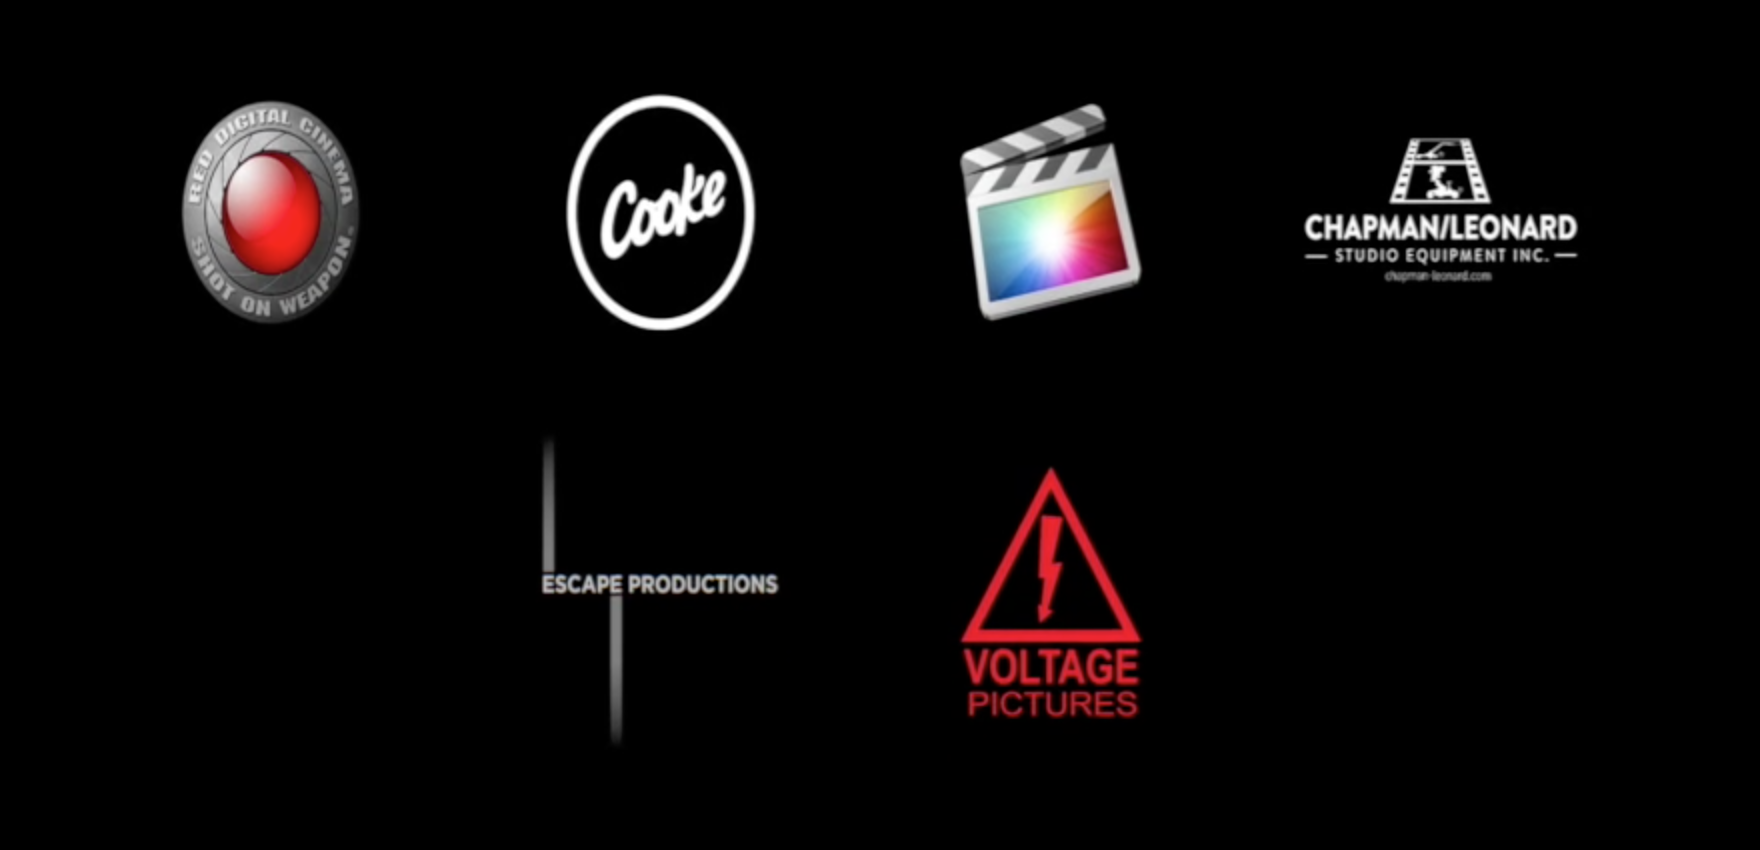 RED DIGITAL CINEMA
SHOT ON WEAPON
Cooke
CHAPMAN/LEONARD
STUDIO EQUIPMENT INC.
chapman-leonard.com
ESCAPE PRODUCTIONS
VOLTAGE
PICTURES